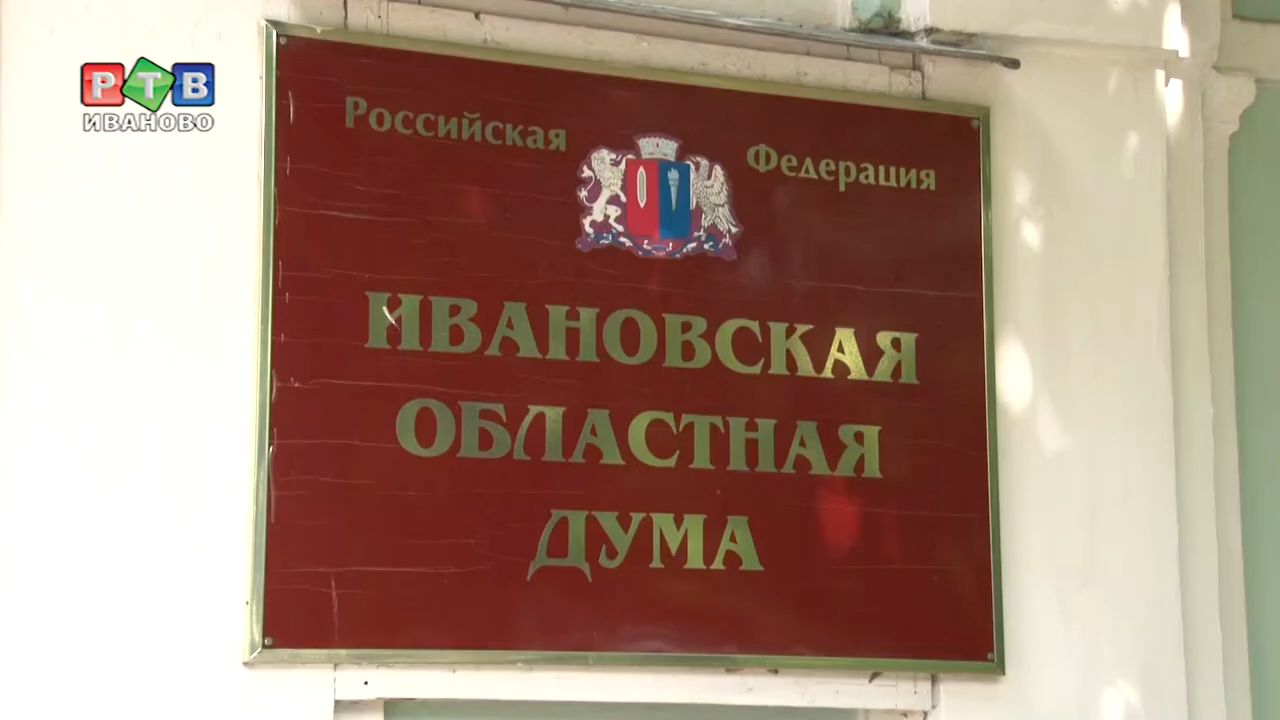 РТВ
ИВАНОВО
Российская Федерация
ИВАНОВСКАЯ
ОБЛАСТНАЯ
ДУМА